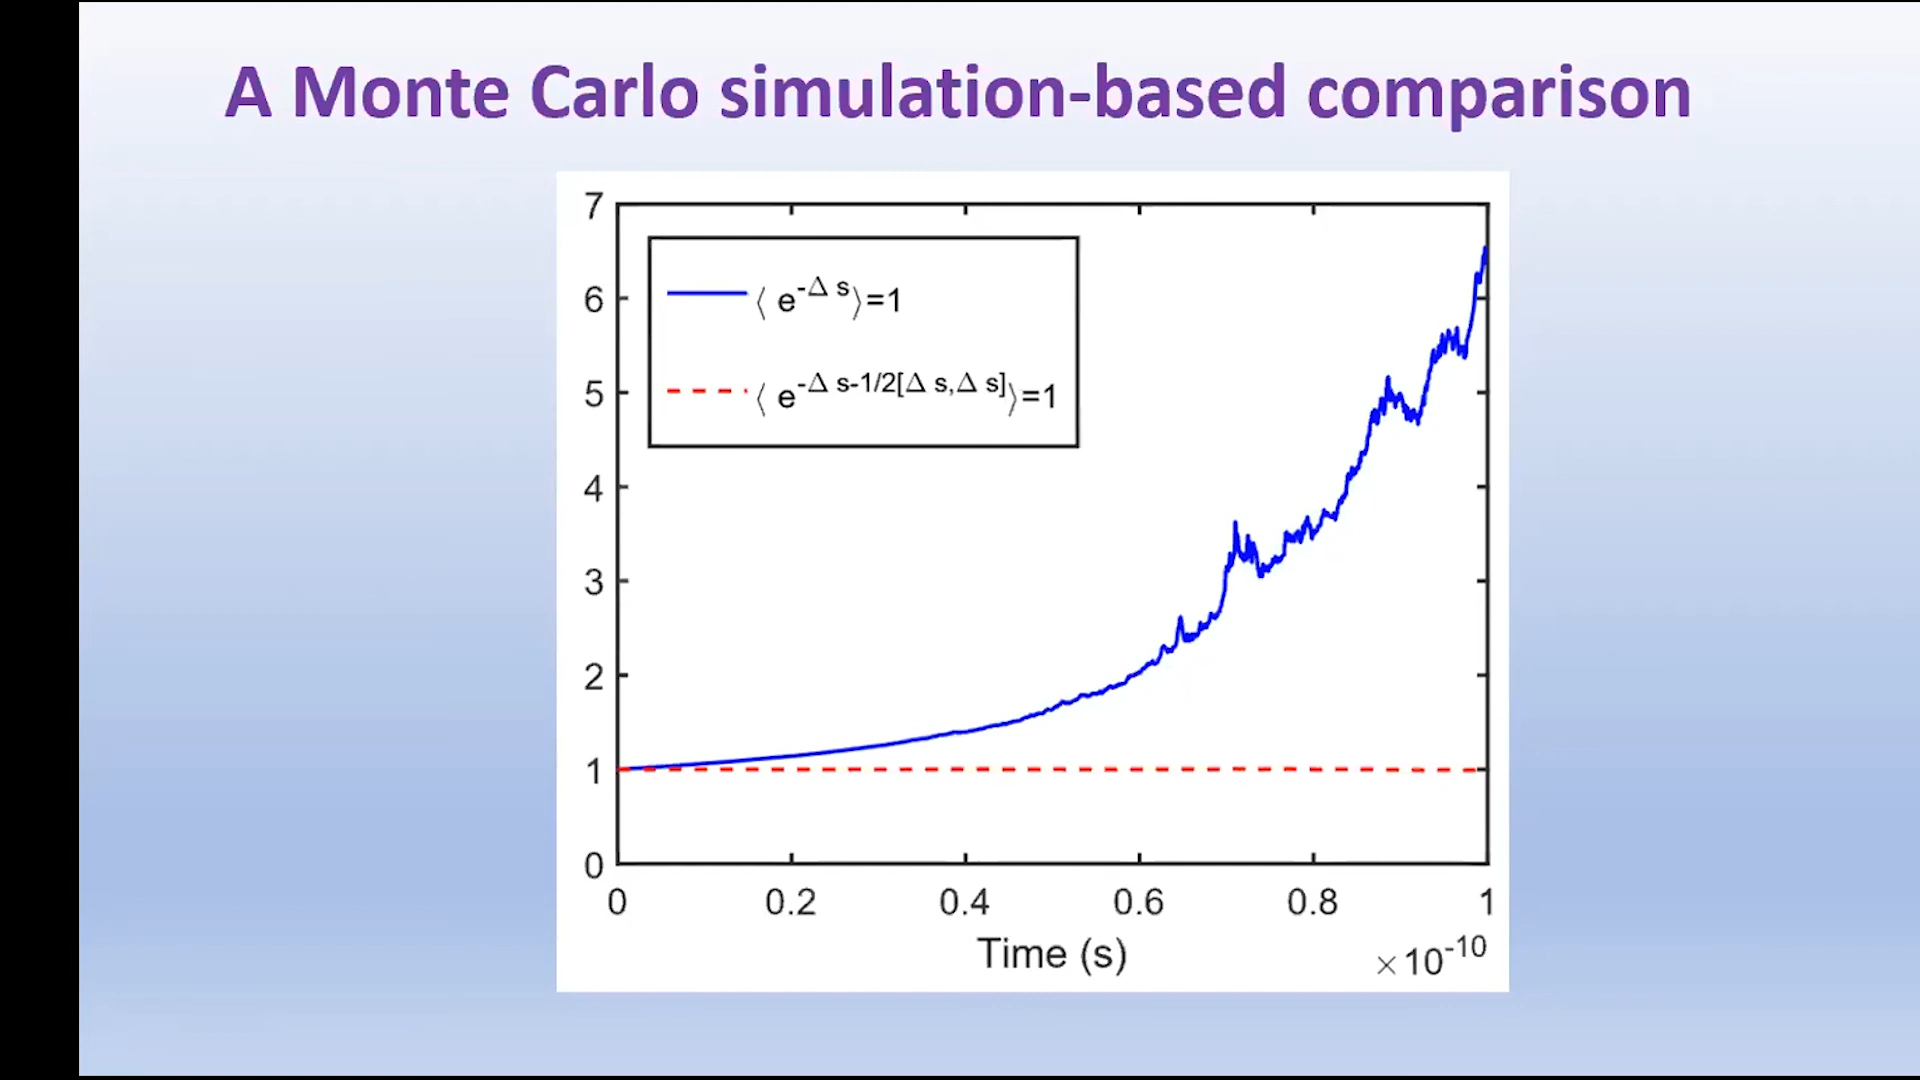 A Monte Carlo simulation-based comparison
7
⟨ e^-Δ s⟩=1
6
⟨ e^-Δ s-1/2[Δ s,Δ s]⟩=1
5
4
3
2
1
0
0 0.2 0.4 0.6 0.8 1
Time (s)
×10^-10